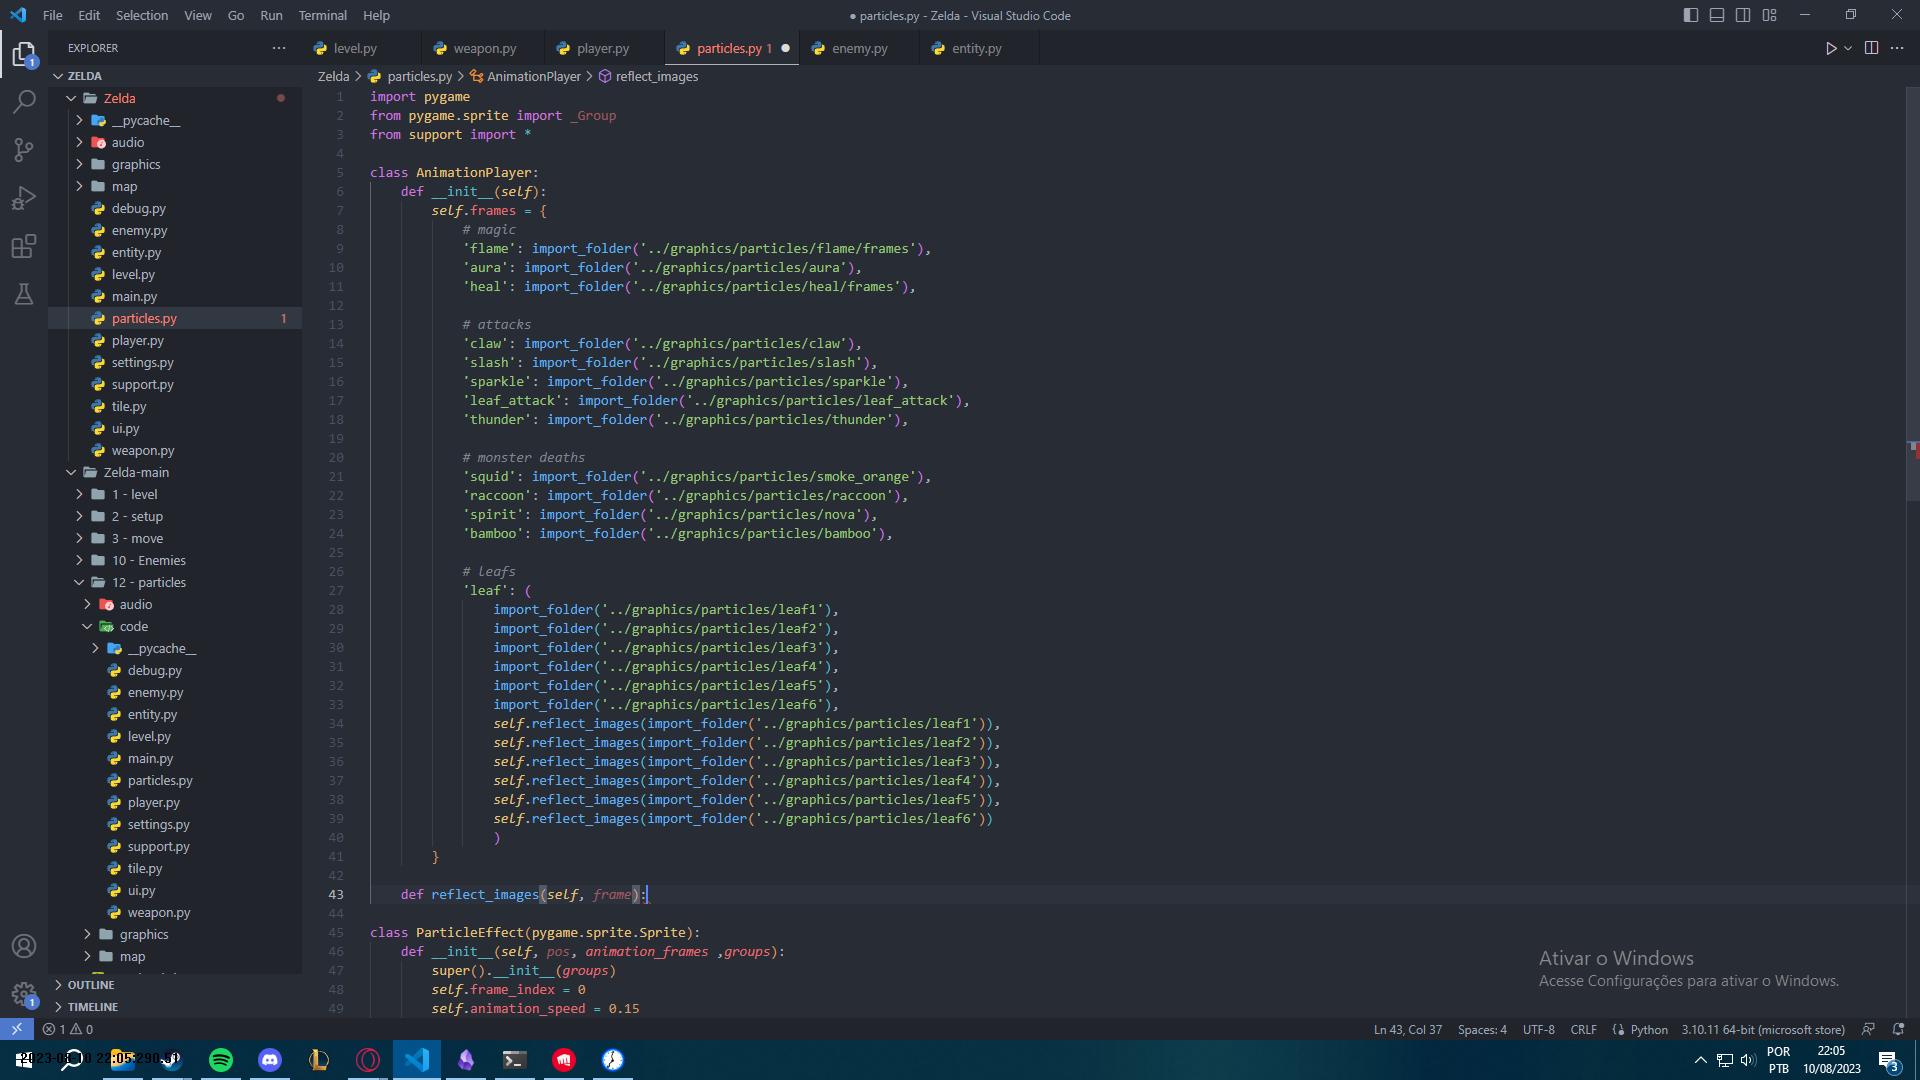 File Edit Selection View Go Run Terminal Help
● particles.py - Zelda - Visual Studio Code
EXPLORER
level.py weapon.py player.py particles.py 1 enemy.py entity.py
ZELDA
Zelda
__pycache__
audio
graphics
map
debug.py
enemy.py
entity.py
level.py
main.py
particles.py 1
player.py
settings.py
support.py
tile.py
ui.py
weapon.py
Zelda-main
1 - level
2 - setup
3 - move
10 - Enemies
12 - particles
audio
code
__pycache__
debug.py
enemy.py
entity.py
level.py
main.py
particles.py
player.py
settings.py
support.py
tile.py
ui.py
weapon.py
graphics
map
OUTLINE
TIMELINE
1
1
Zelda > particles.py > AnimationPlayer > reflect_images
1 import pygame
2 from pygame.sprite import _Group
3 from support import *
4
5 class AnimationPlayer:
6 def __init__(self):
7 self.frames = {
8 # magic
9 'flame': import_folder('../graphics/particles/flame/frames'),
10 'aura': import_folder('../graphics/particles/aura'),
11 'heal': import_folder('../graphics/particles/heal/frames'),
12
13 # attacks
14 'claw': import_folder('../graphics/particles/claw'),
15 'slash': import_folder('../graphics/particles/slash'),
16 'sparkle': import_folder('../graphics/particles/sparkle'),
17 'leaf_attack': import_folder('../graphics/particles/leaf_attack'),
18 'thunder': import_folder('../graphics/particles/thunder'),
19
20 # monster deaths
21 'squid': import_folder('../graphics/particles/smoke_orange'),
22 'raccoon': import_folder('../graphics/particles/raccoon'),
23 'spirit': import_folder('../graphics/particles/nova'),
24 'bamboo': import_folder('../graphics/particles/bamboo'),
25
26 # leafs
27 'leaf': (
28 import_folder('../graphics/particles/leaf1'),
29 import_folder('../graphics/particles/leaf2'),
30 import_folder('../graphics/particles/leaf3'),
31 import_folder('../graphics/particles/leaf4'),
32 import_folder('../graphics/particles/leaf5'),
33 import_folder('../graphics/particles/leaf6'),
34 self.reflect_images(import_folder('../graphics/particles/leaf1')),
35 self.reflect_images(import_folder('../graphics/particles/leaf2')),
36 self.reflect_images(import_folder('../graphics/particles/leaf3')),
37 self.reflect_images(import_folder('../graphics/particles/leaf4')),
38 self.reflect_images(import_folder('../graphics/particles/leaf5')),
39 self.reflect_images(import_folder('../graphics/particles/leaf6'))
40 )
41 }
42
43 def reflect_images(self, frame):
44
45 class ParticleEffect(pygame.sprite.Sprite):
46 def __init__(self, pos, animation_frames ,groups):
47 super().__init__(groups)
48 self.frame_index = 0
49 self.animation_speed = 0.15
Ativar o Windows
Acesse Configurações para ativar o Windows.
1 0
Ln 43, Col 37 Spaces: 4 UTF-8 CRLF Python 3.10.11 64-bit (microsoft store)
POR
PTB
22:05
10/08/2023
3